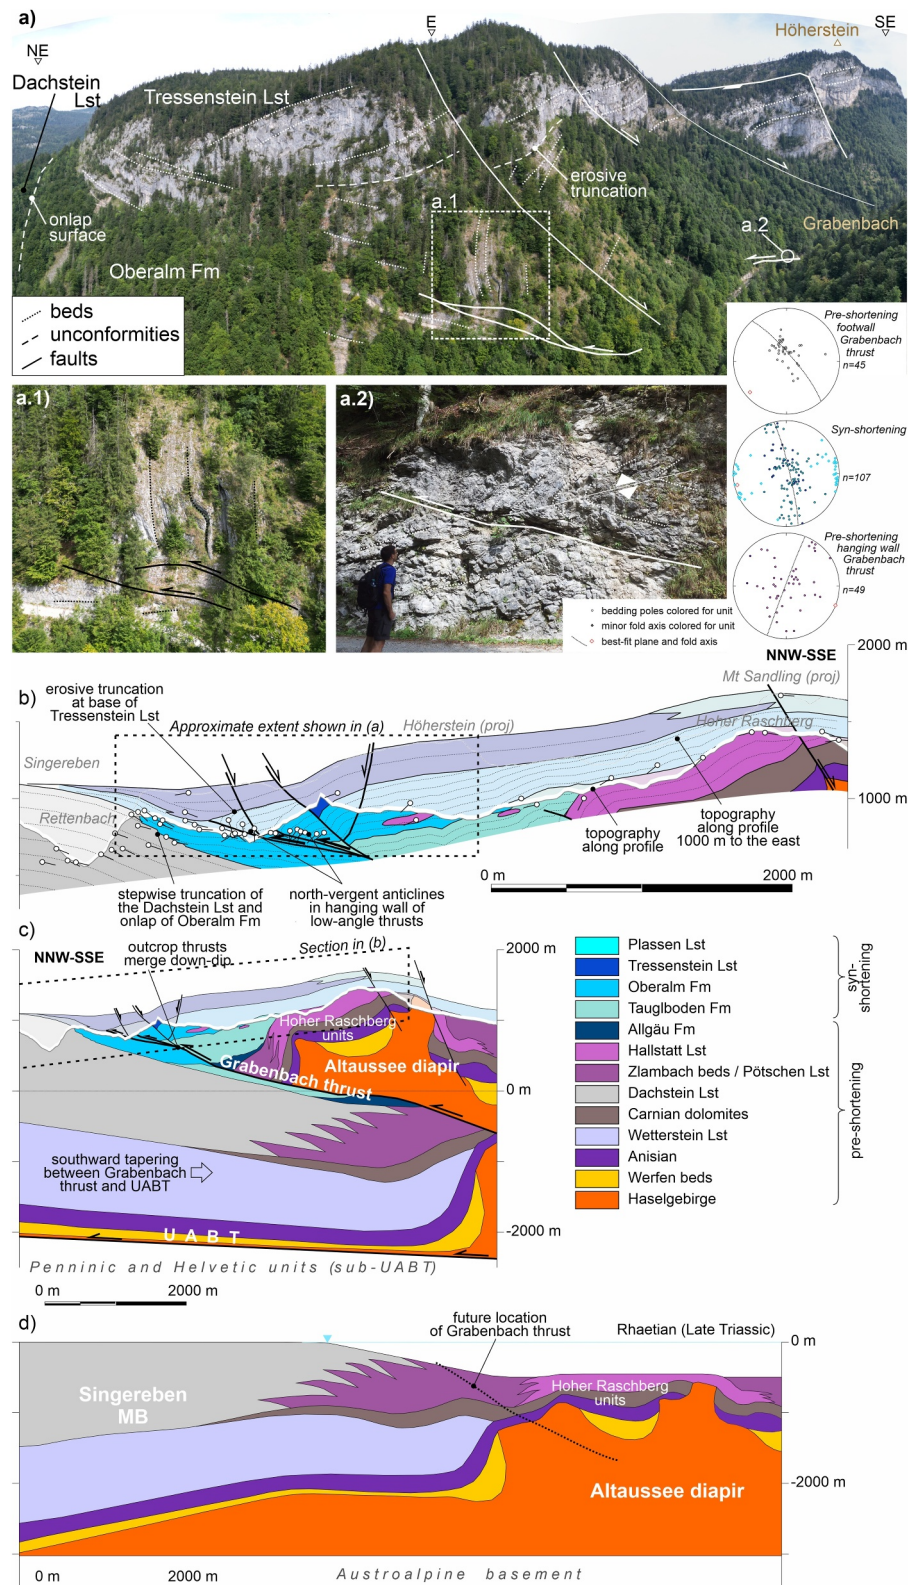 a)
NE
E
SE
Höherstein
Dachstein
Lst
Tressenstein Lst
erosive
truncation
onlap
surface
a.1
a.2
Grabenbach
Oberalm Fm
beds
unconformities
faults
Pre-shortening
footwall
Grabenbach
thrust
n=45
a.1)
a.2)
Syn-shortening
n=107
Pre-shortening
hanging wall
Grabenbach
thrust
n=49
bedding poles colored for unit
minor fold axis colored for unit
best-fit plane and fold axis
2000 m
NNW-SSE
b)
erosive truncation
at base of
Tressenstein Lst
Mt Sandling (proj)
Approximate extent shown in (a)
Höherstein (proj)
Hoher Raschberg
Singereben
Rettenbach
1000 m
topography
along profile
topography
along profile
1000 m to the east
stepwise truncation of
the Dachstein Lst and
onlap of Oberalm Fm
north-vergent anticlines
in hanging wall of
low-angle thrusts
0 m
2000 m
c)
NNW-SSE
outcrop thrusts
merge down-dip
Section in (b)
2000 m
Hoher Raschberg
units
Altaussee diapir
Grabenbach thrust
0 m
southward tapering
between Grabenbach
thrust and UABT
-2000 m
UABT
Penninic and Helvetic units (sub-UABT)
0 m
2000 m
Plassen Lst
Tressenstein Lst
Oberalm Fm
Tauglboden Fm
Allgäu Fm
Hallstatt Lst
Zlambach beds / Pötschen Lst
Dachstein Lst
Carnian dolomites
Wetterstein Lst
Anisian
Werfen beds
Haselgebirge
syn-
shortening
pre-shortening
d)
future location
of Grabenbach thrust
Rhaetian (Late Triassic)
0 m
Singereben
MB
Hoher Raschberg
units
-2000 m
Altaussee diapir
0 m
2000 m
Austroalpine basement